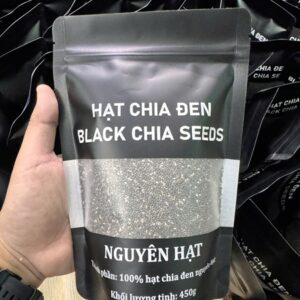 HẠT CHIA ĐEN
BLACK CHIA SEEDS
NGUYÊN HẠT
Thành phần: 100% hạt chia đen nguyên hạt
Khối lượng tịnh: 450g